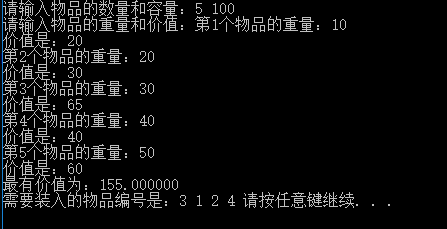 请输入物品的数量和容量：5 100
请输入物品的重量和价值：第1个物品的重量：10
价值是：20
第2个物品的重量：20
价值是：30
第3个物品的重量：30
价值是：65
第4个物品的重量：40
价值是：40
第5个物品的重量：50
价值是：60
最有价值为：155.000000
需要装入的物品编号是：3 1 2 4 请按任意键继续. . .